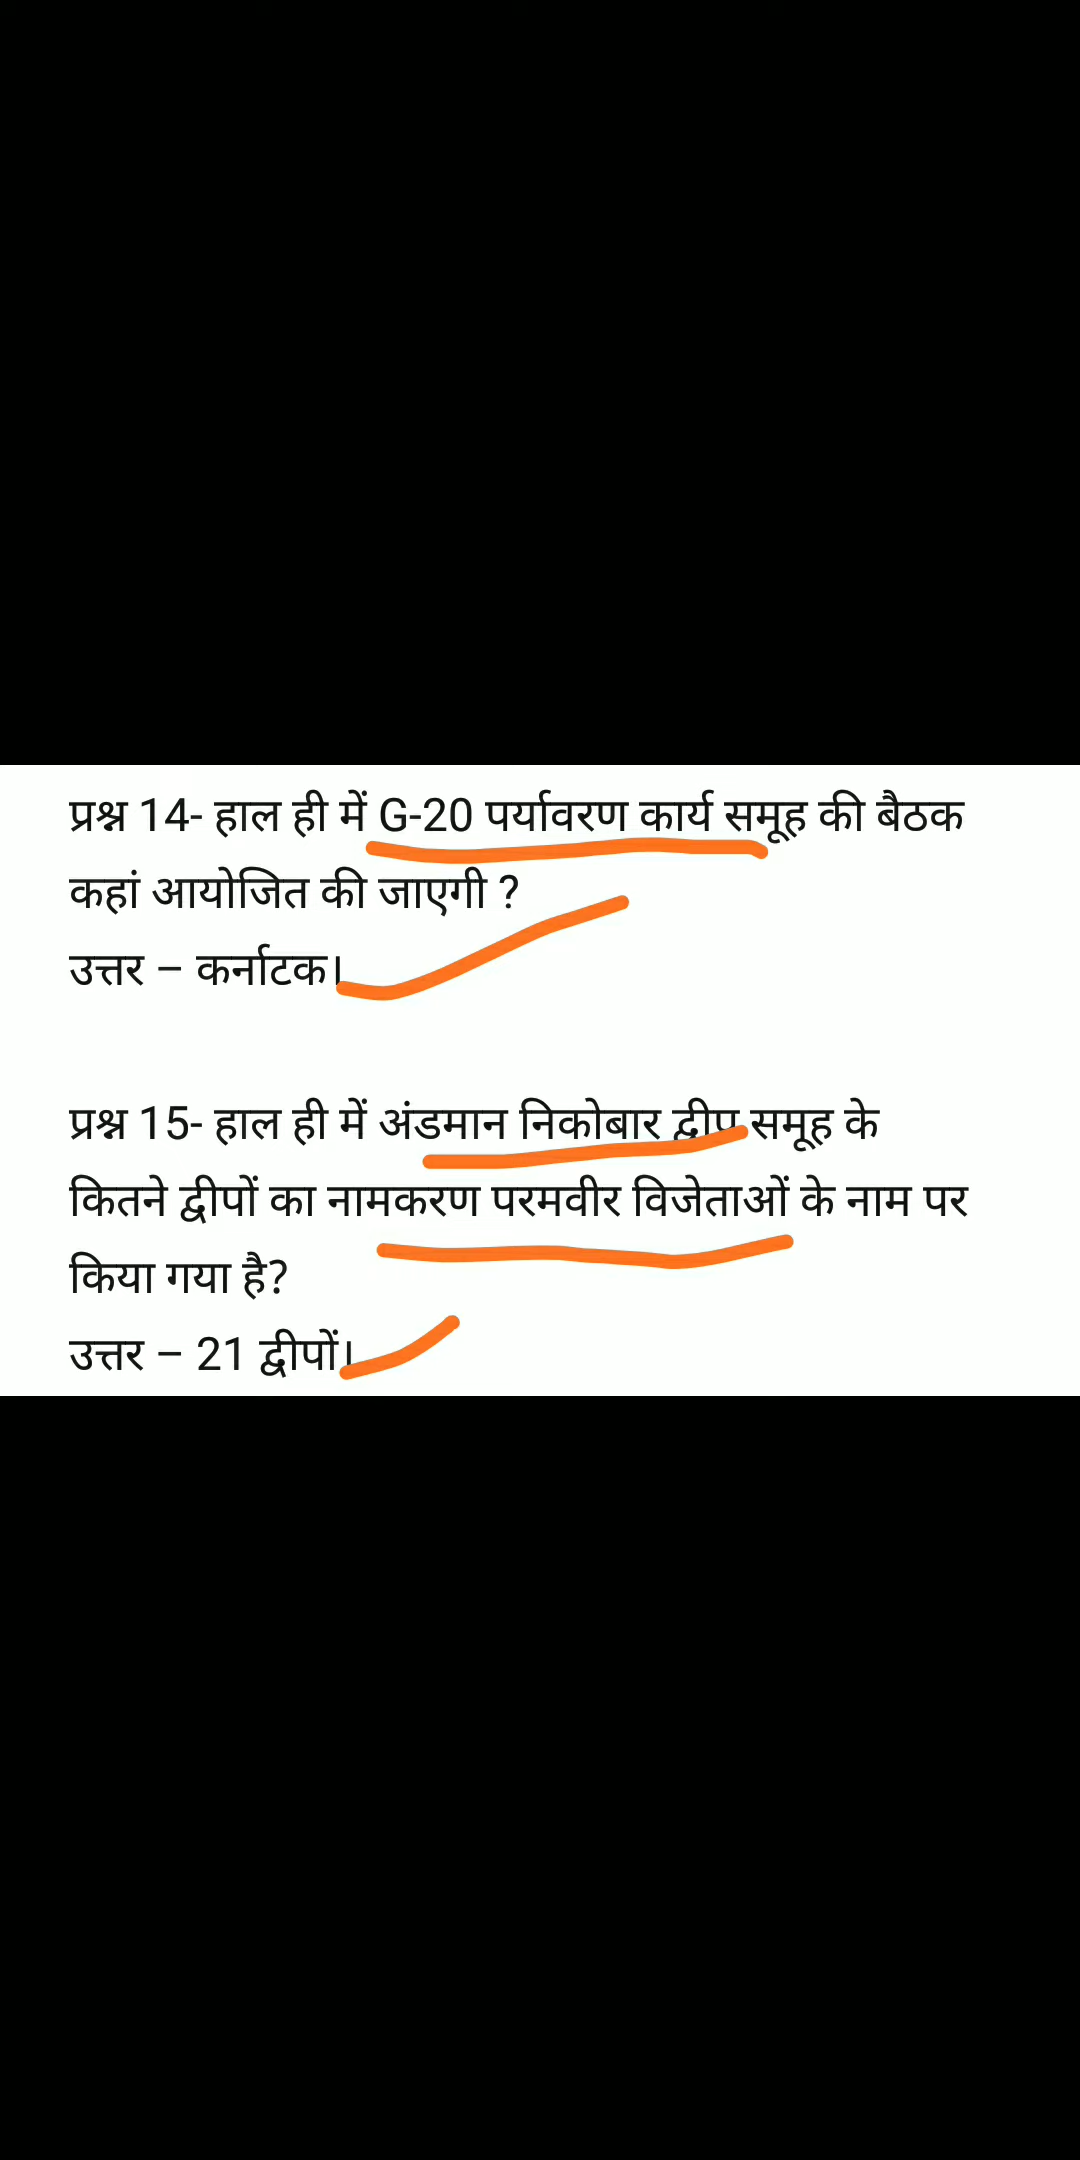 प्रश्न 14- हाल ही में G-20 पर्यावरण कार्य समूह की बैठक
कहां आयोजित की जाएगी ?
उत्तर – कर्नाटक।
प्रश्न 15- हाल ही में अंडमान निकोबार द्वीप समूह के
कितने द्वीपों का नामकरण परमवीर विजेताओं के नाम पर
किया गया है?
उत्तर – 21 द्वीपों।